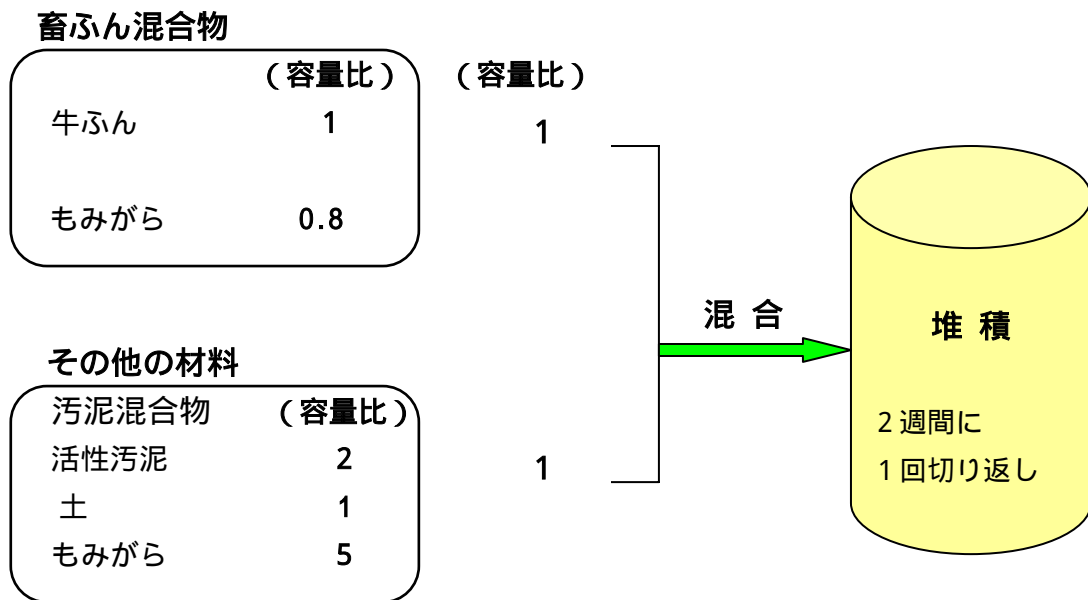 畜ふん混合物
(容量比) (容量比)
牛ふん 1
1
もみがら 0.8
混 合
堆 積
その他の材料
汚泥混合物 (容量比)
2週間に
活性汚泥 2
1
1回切り返し
土 1
もみがら 5